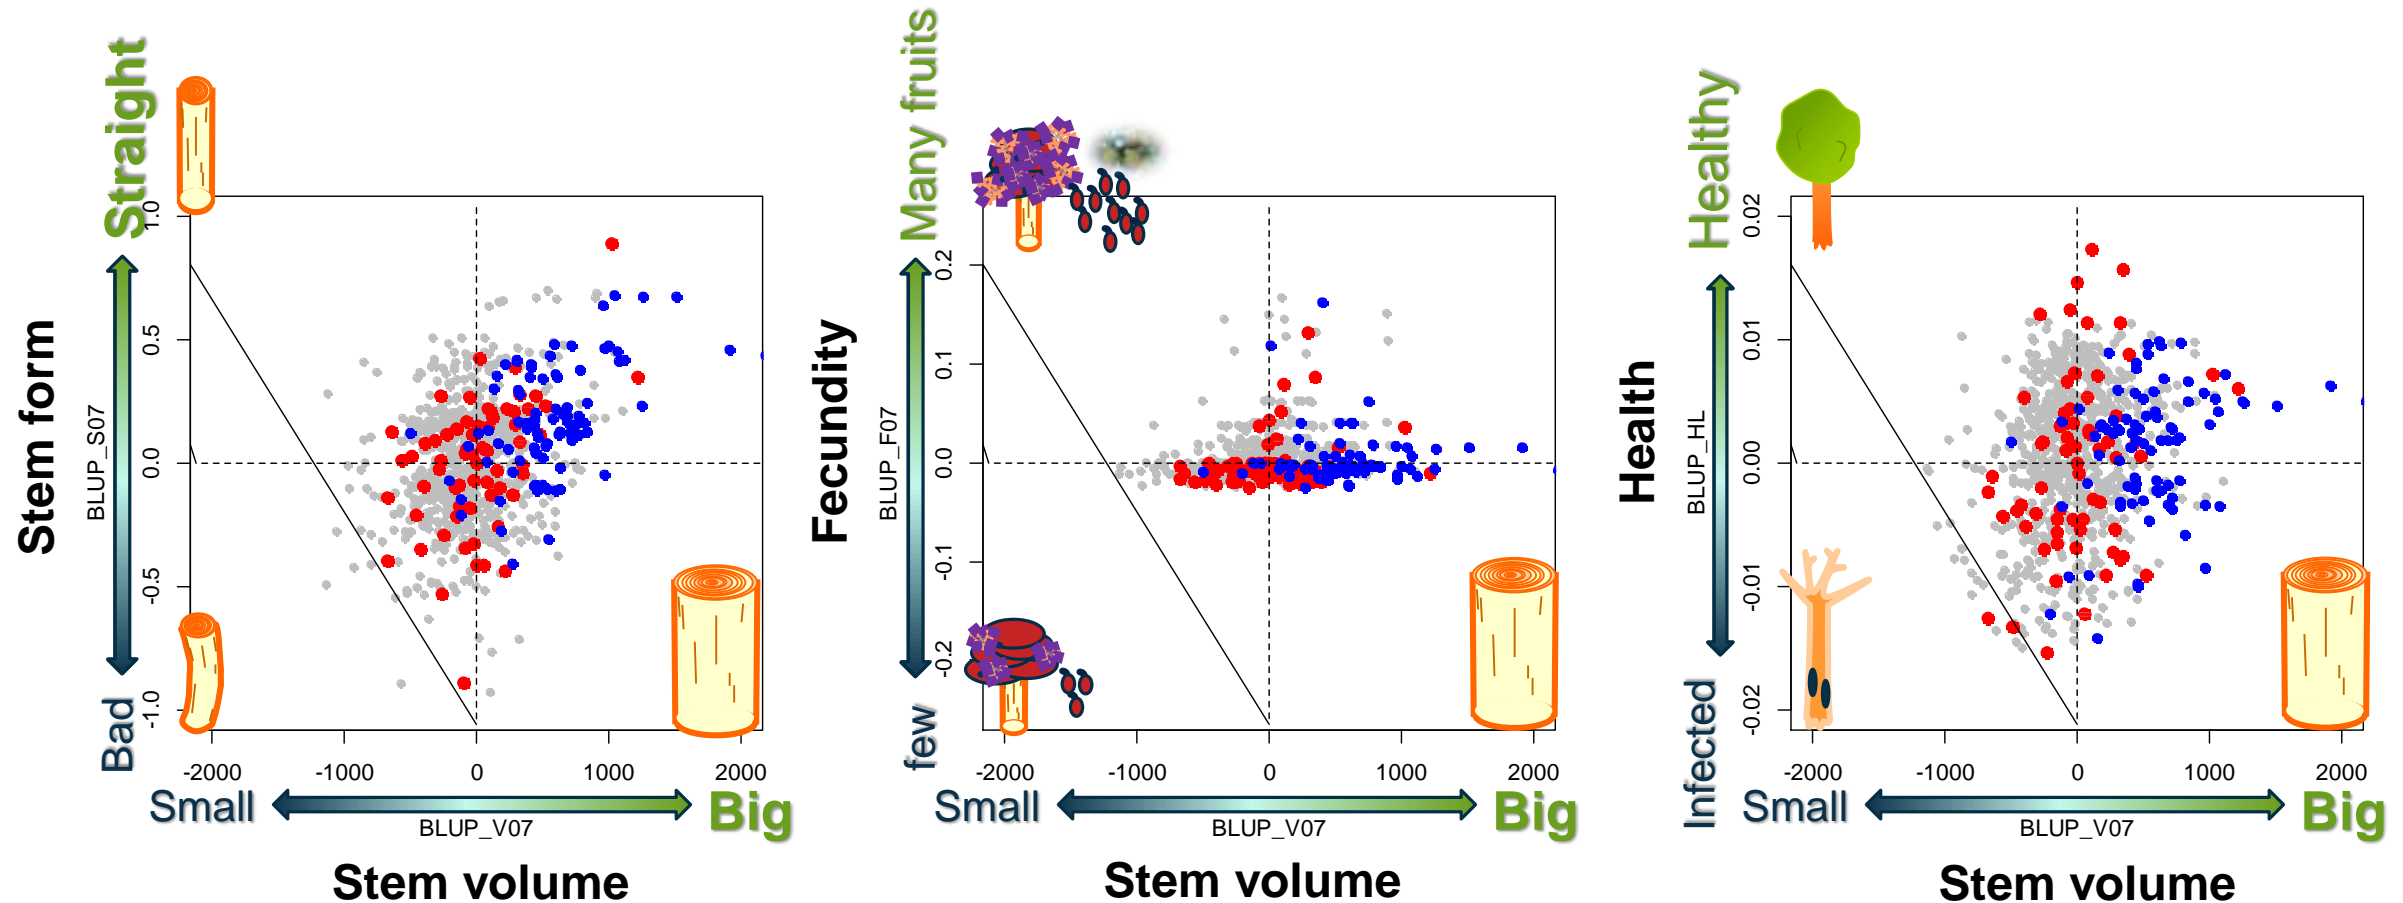 Stem form
BLUP_S07
Straight
Bad
1.0
0.5
0.0
-0.5
-1.0
-2000 -1000 0 1000 2000
Small Big
BLUP_V07
Stem volume
Fecundity
BLUP_F07
Many fruits
few
0.2
0.1
0.0
-0.1
-0.2
-2000 -1000 0 1000 2000
Small Big
BLUP_V07
Stem volume
Health
BLUP_HL
Healthy
Infected
0.02
0.01
0.00
-0.01
-0.02
-2000 -1000 0 1000 2000
Small Big
BLUP_V07
Stem volume